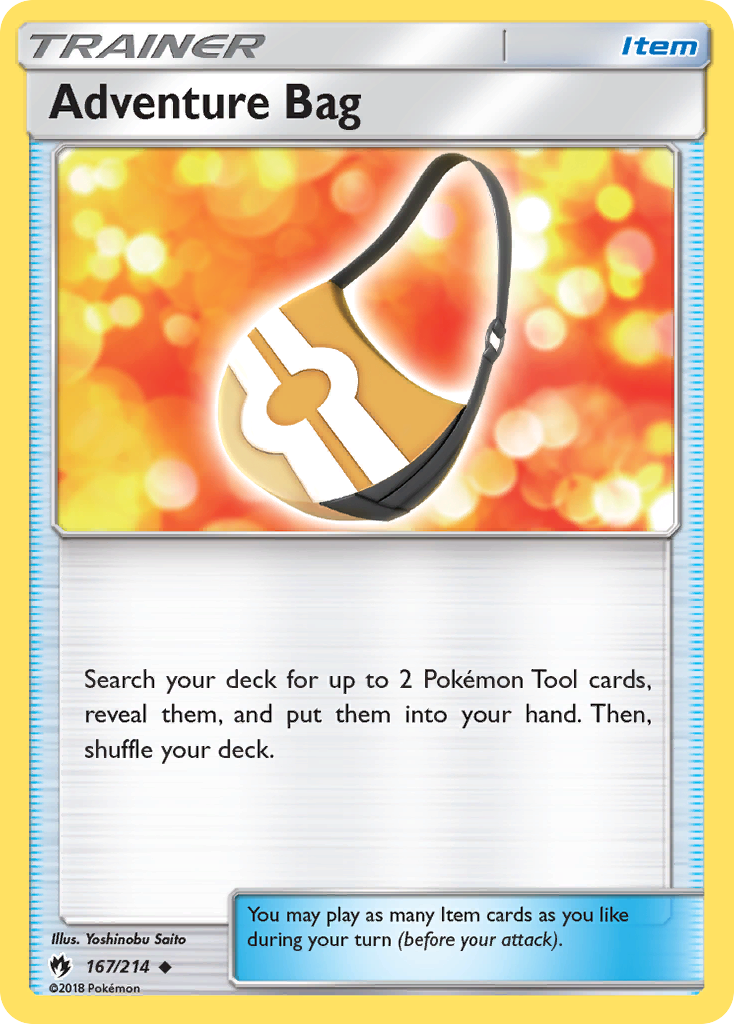 TRAINER
Item
Adventure Bag
Search your deck for up to 2 Pokémon Tool cards,
reveal them, and put them into your hand. Then,
shuffle your deck.
You may play as many Item cards as you like
during your turn (before your attack).
Illus. Yoshinobu Saito
167/214 ◆
©2018 Pokémon